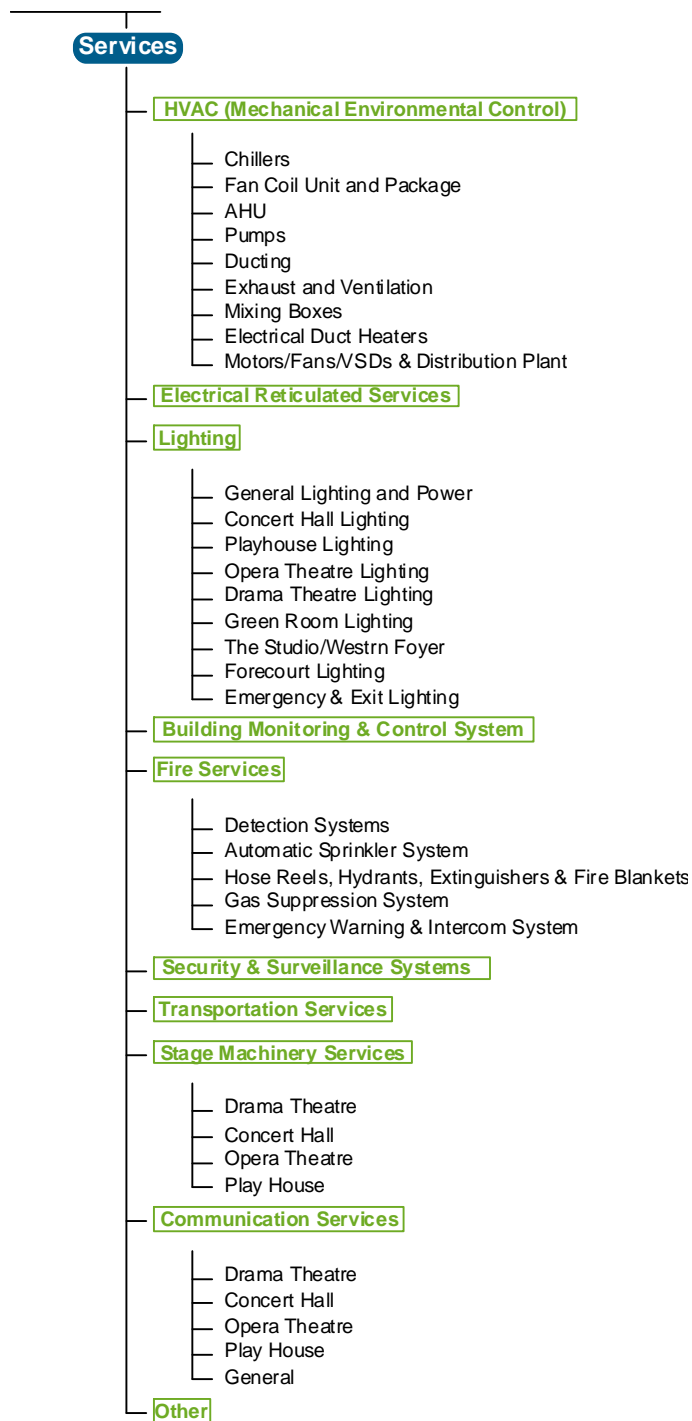 Services
HVAC (Mechanical Environmental Control)
Chillers
Fan Coil Unit and Package
AHU
Pumps
Ducting
Exhaust and Ventilation
Mixing Boxes
Electrical Duct Heaters
Motors/Fans/VSDs & Distribution Plant
Electrical Reticulated Services
Lighting
General Lighting and Power
Concert Hall Lighting
Playhouse Lighting
Opera Theatre Lighting
Drama Theatre Lighting
Green Room Lighting
The Studio/Westrn Foyer
Forecourt Lighting
Emergency & Exit Lighting
Building Monitoring & Control System
Fire Services
Detection Systems
Automatic Sprinkler System
Hose Reels, Hydrants, Extinguishers & Fire Blankets
Gas Suppression System
Emergency Warning & Intercom System
Security & Surveillance Systems
Transportation Services
Stage Machinery Services
Drama Theatre
Concert Hall
Opera Theatre
Play House
Communication Services
Drama Theatre
Concert Hall
Opera Theatre
Play House
General
Other